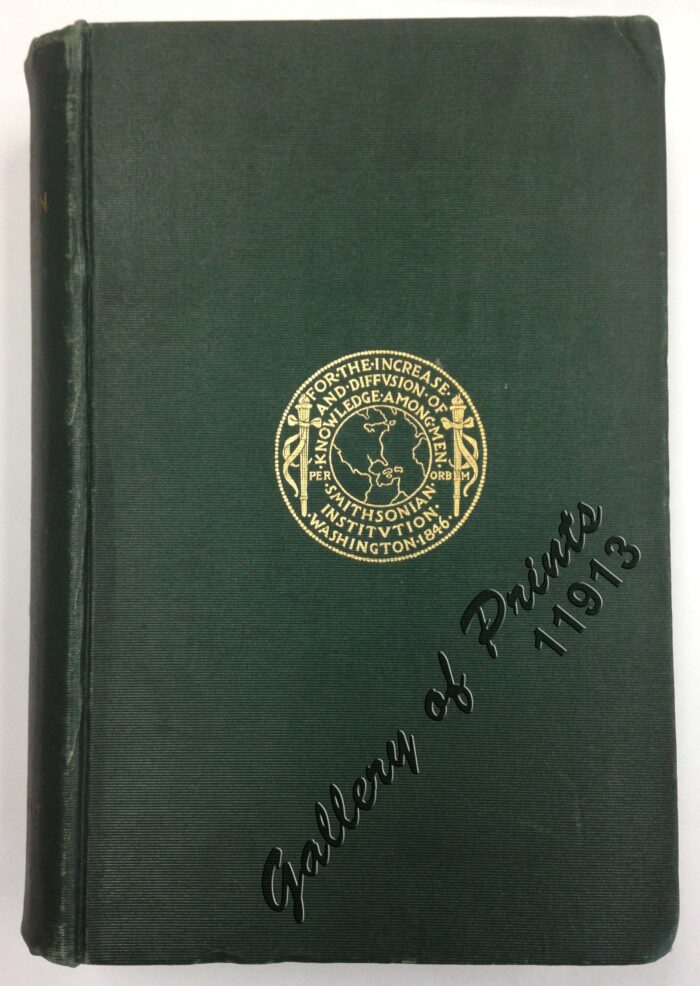 FOR·THE·INCREASE·
AND·DIFFVSION·OF
·KNOWLEDGE·AMONG·MEN·
PER ORBEM
·SMITHSONIAN·
INSTITVTION·
·WASHINGTON·1846·
Gallery of Prints
11913